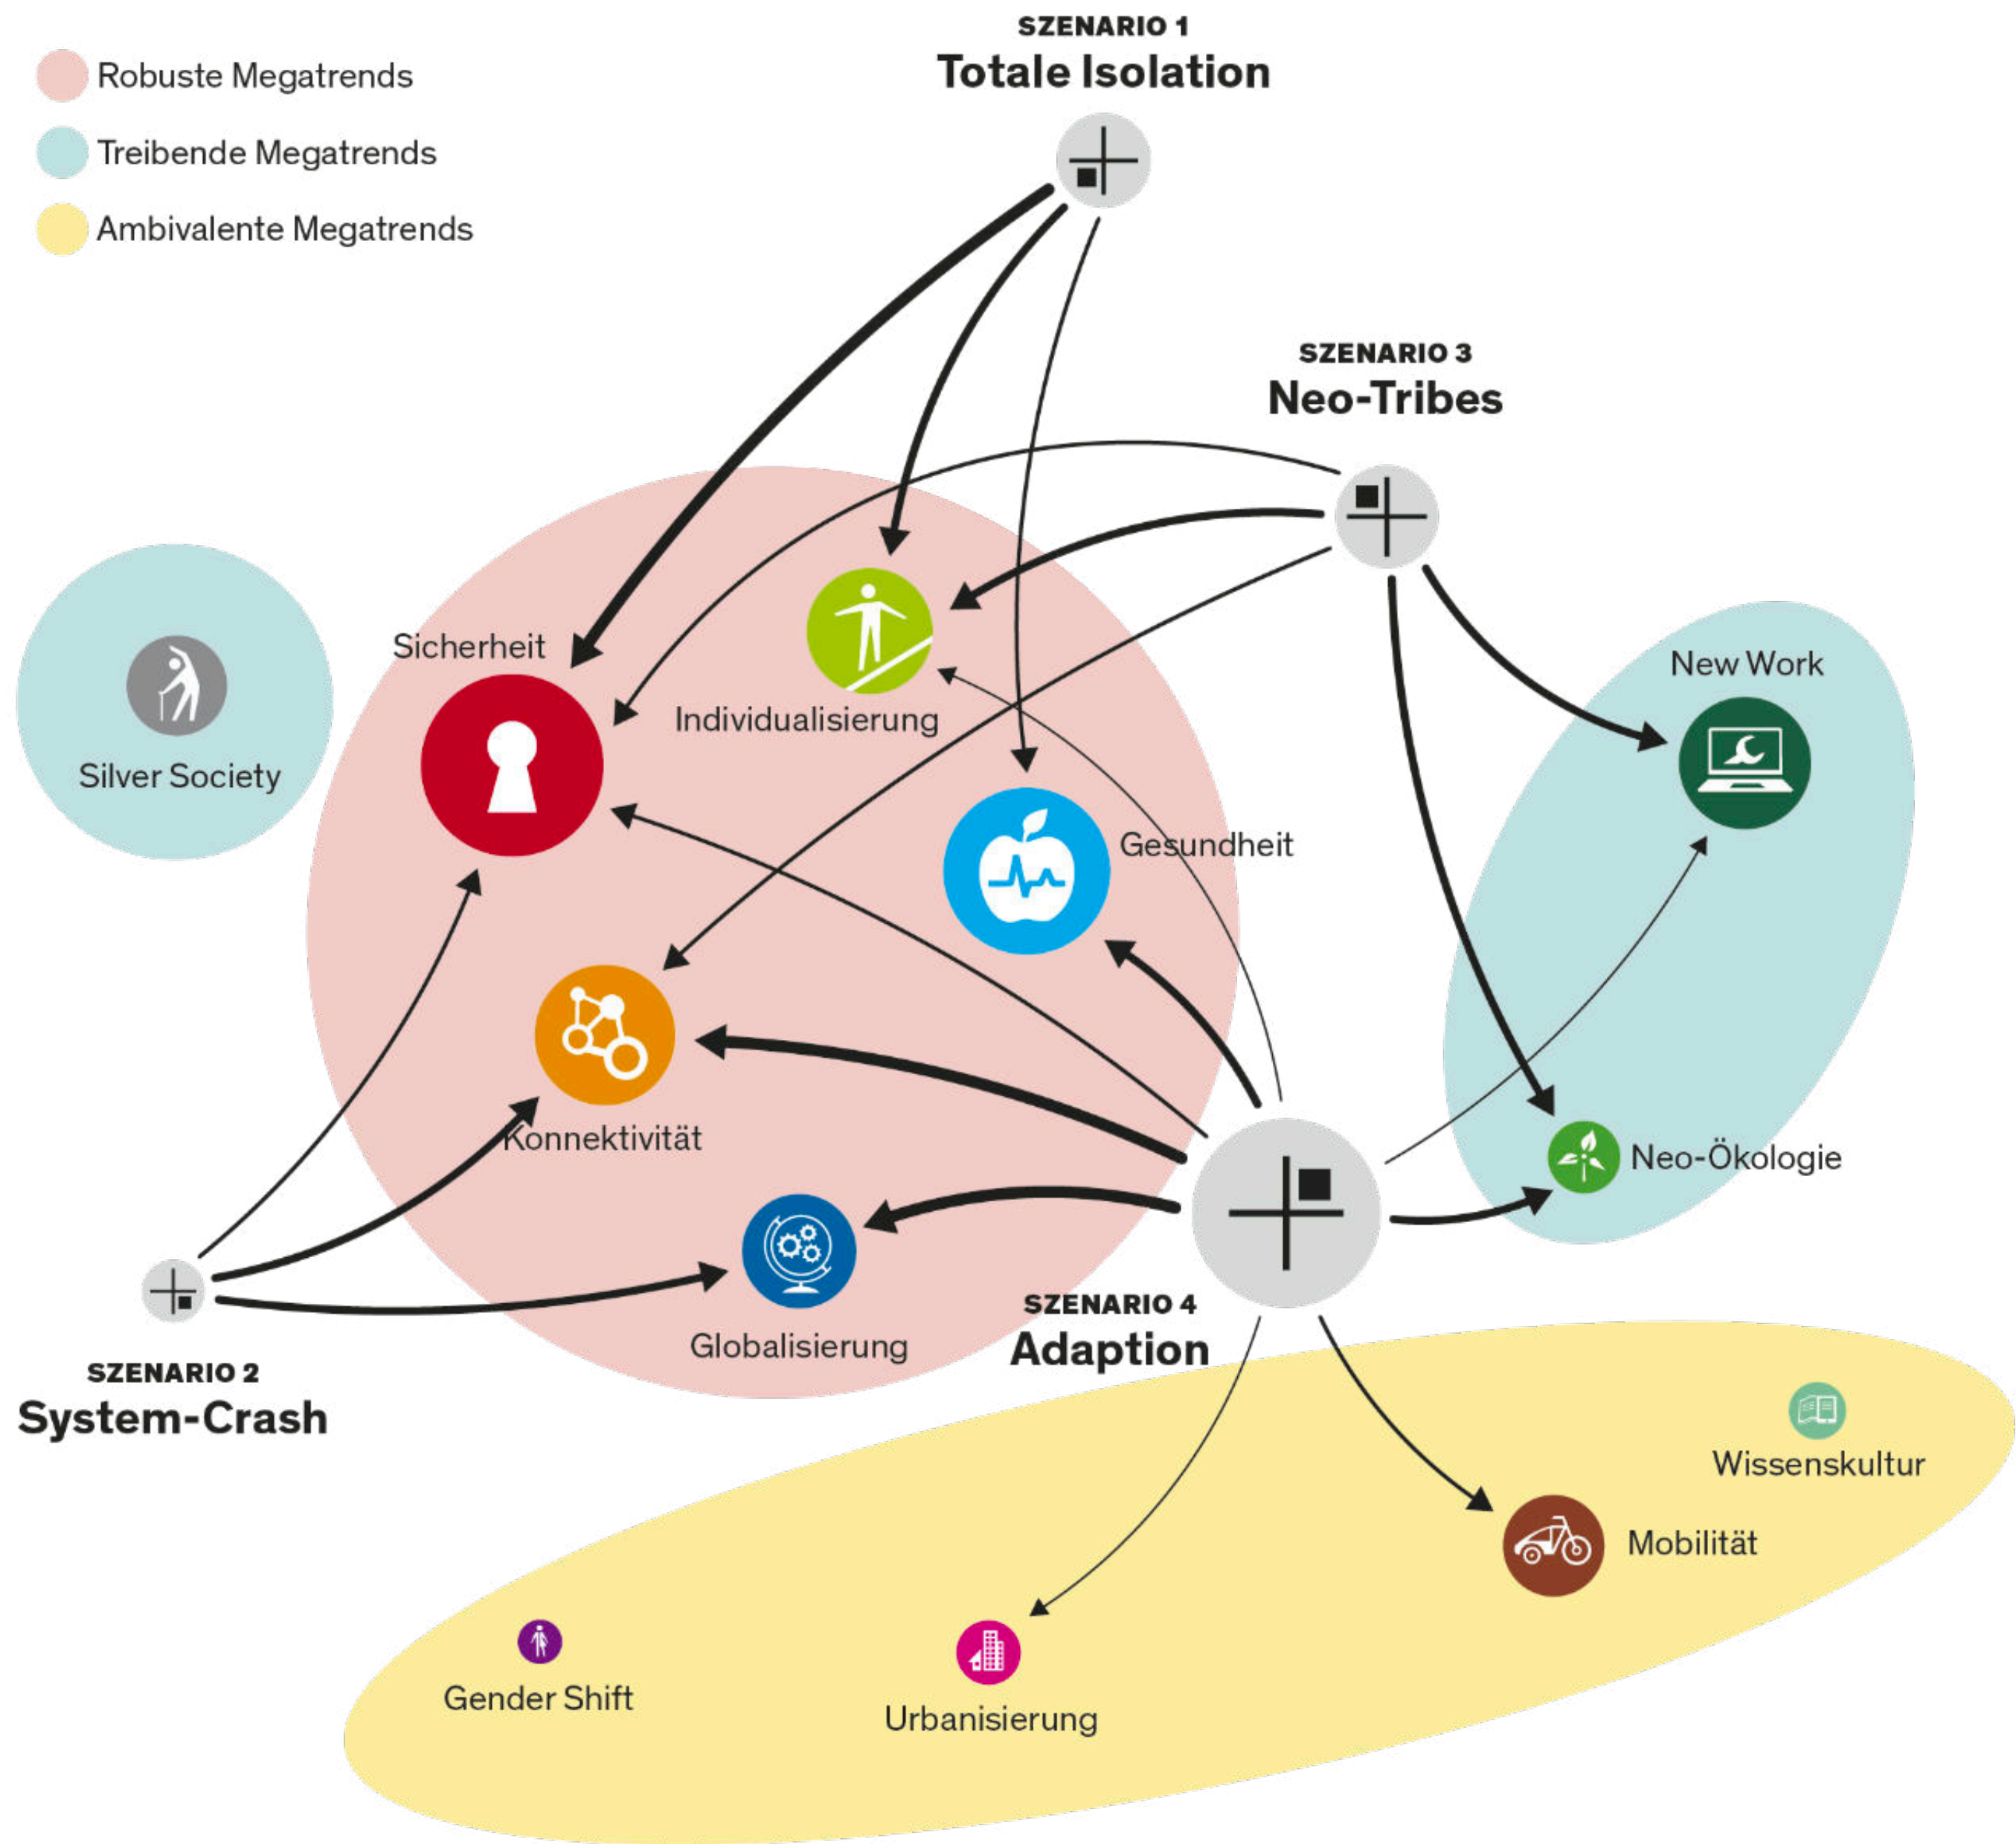 SZENARIO 1
Totale Isolation
Robuste Megatrends
Treibende Megatrends
Ambivalente Megatrends
SZENARIO 3
Neo-Tribes
Sicherheit
New Work
Individualisierung
Silver Society
Gesundheit
Konnektivität
Neo-Ökologie
SZENARIO 4
Adaption
Globalisierung
SZENARIO 2
System-Crash
Wissenskultur
Mobilität
Gender Shift
Urbanisierung